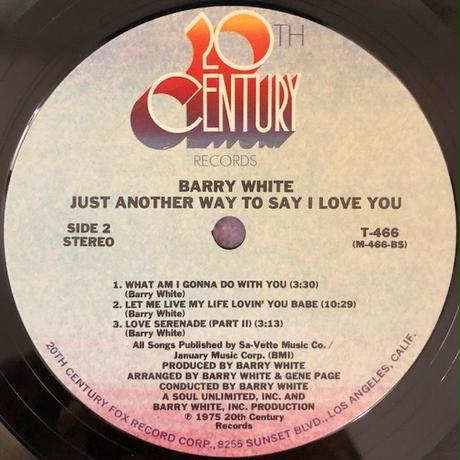 20TH
CENTURY
RECORDS
BARRY WHITE
JUST ANOTHER WAY TO SAY I LOVE YOU
SIDE 2
STEREO
T-466
(M-466-BS)
1. WHAT AM I GONNA DO WITH YOU (3:30)
(Barry White)
2. LET ME LIVE MY LIFE LOVIN' YOU BABE (10:29)
(Barry White)
3. LOVE SERENADE (PART II) (3:13)
(Barry White)
All Songs Published by Sa-Vette Music Co. /
January Music Corp. (BMI)
PRODUCED BY BARRY WHITE
ARRANGED BY BARRY WHITE & GENE PAGE
CONDUCTED BY BARRY WHITE
A SOUL UNLIMITED, INC. AND
BARRY WHITE, INC. PRODUCTION
℗ 1975 20th Century
Records
20TH CENTURY FOX RECORD CORP., 8255 SUNSET BLVD., LOS ANGELES, CALIF.